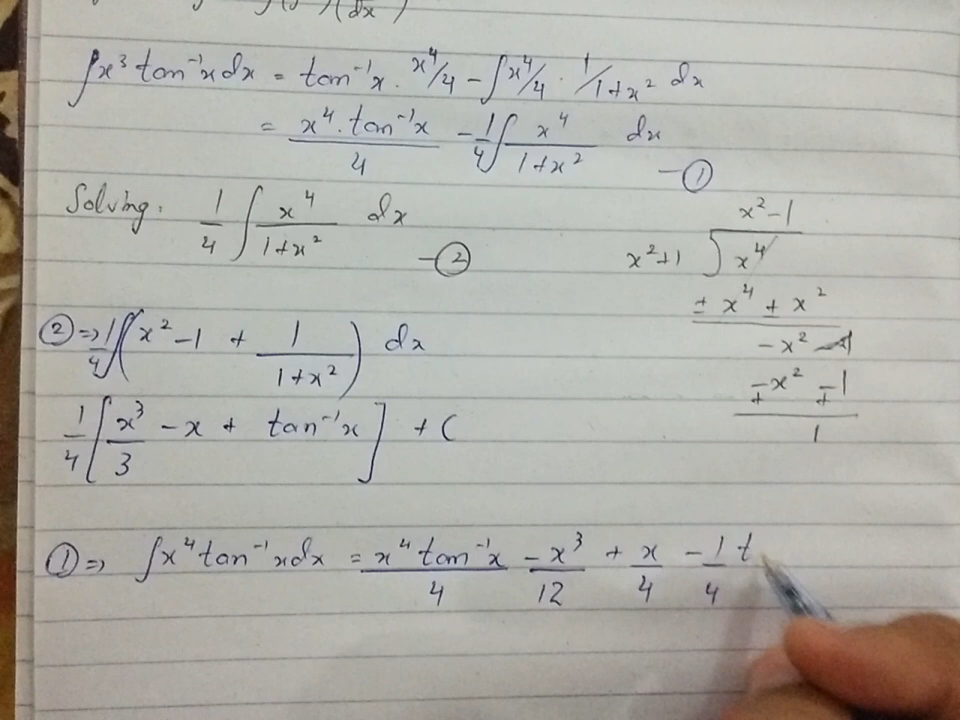 (dx)
∫x³ tan⁻¹x dx = tan⁻¹x · x⁴/4 − ∫x⁴/4 · 1/1+x² dx
= x⁴ · tan⁻¹x / 4 − 1/4 ∫ x⁴ / 1+x² dx — ①
Solving. 1/4 ∫ x⁴ / 1+x² dx — ②
x² − 1
x²+1 ) x⁴
± x⁴ + x²
② ⇒ 1/4 ∫( x² − 1 + 1 / 1+x² ) dx
− x²
− x² − 1
+ +
1
1/4 [ x³/3 − x + tan⁻¹x ] + C
① ⇒ ∫x⁴ tan⁻¹x dx = x⁴ tan⁻¹x / 4 − x³/12 + x/4 − 1/4 t